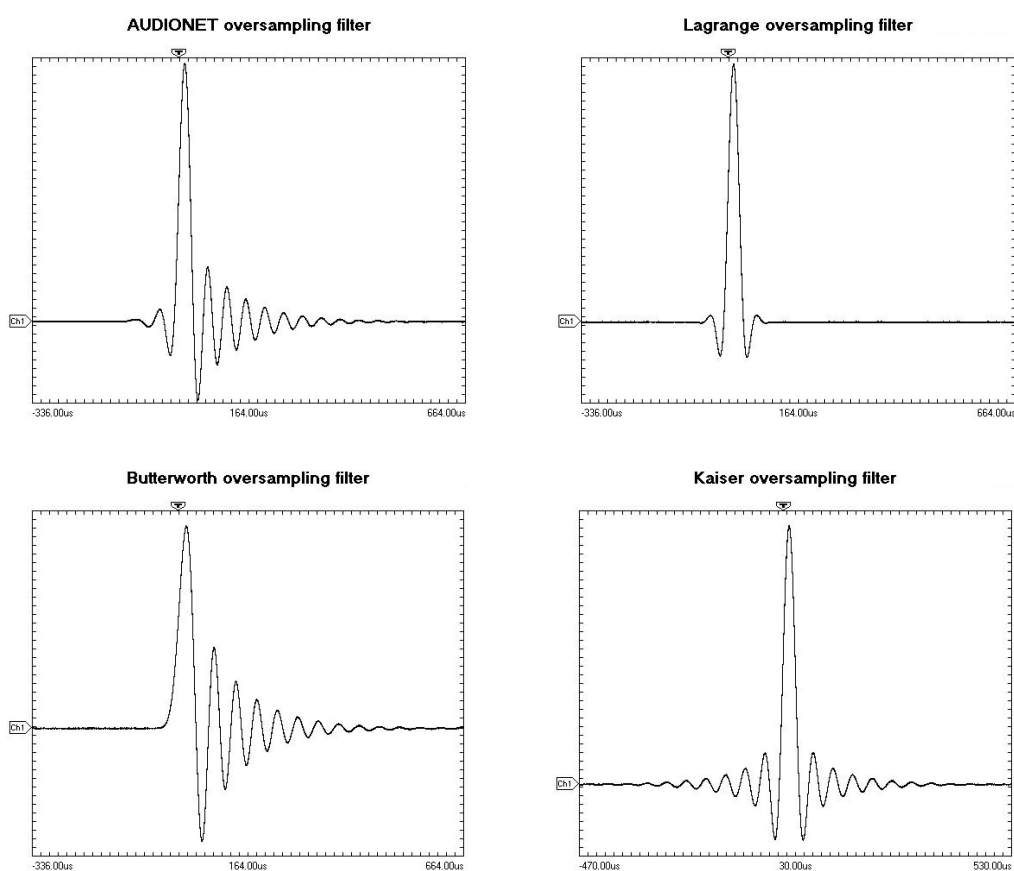 AUDIONET oversampling filter
Lagrange oversampling filter
T
T
Ch1
Ch1
-336.00us 164.00us 664.00us
-336.00us 164.00us 664.00us
Butterworth oversampling filter
Kaiser oversampling filter
T
T
Ch1
Ch1
-336.00us 164.00us 664.00us
-470.00us 30.00us 530.00us